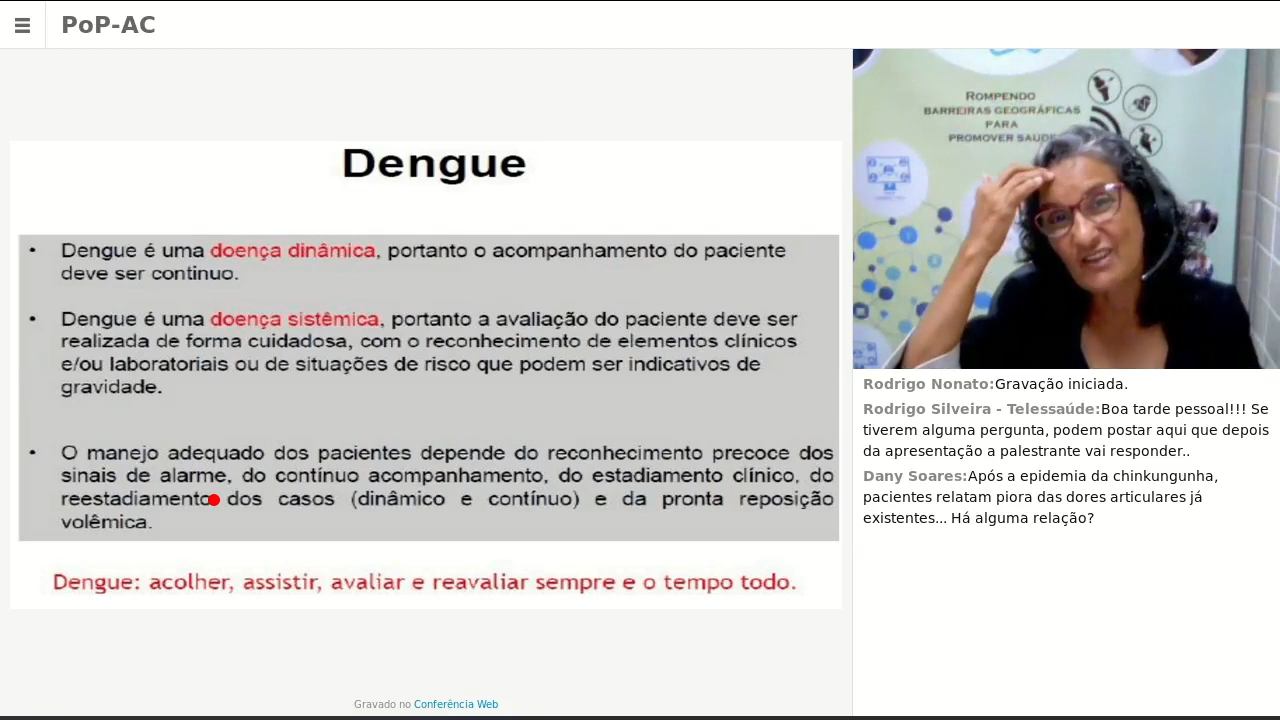 PoP-AC
Dengue
• Dengue é uma doença dinâmica, portanto o acompanhamento do paciente
deve ser continuo.
• Dengue é uma doença sistêmica, portanto a avaliação do paciente deve ser
realizada de forma cuidadosa, com o reconhecimento de elementos clínicos
e/ou laboratoriais ou de situações de risco que podem ser indicativos de
gravidade.
• O manejo adequado dos pacientes depende do reconhecimento precoce dos
sinais de alarme, do contínuo acompanhamento, do estadiamento clínico, do
reestadiamento dos casos (dinâmico e contínuo) e da pronta reposição
volêmica.
Dengue: acolher, assistir, avaliar e reavaliar sempre e o tempo todo.
Gravado no Conferência Web
Rompendo
barreiras geográficas
para
promover saúde
Rodrigo Nonato:Gravação iniciada.
Rodrigo Silveira - Telessaúde:Boa tarde pessoal!!! Se
tiverem alguma pergunta, podem postar aqui que depois
da apresentação a palestrante vai responder..
Dany Soares:Após a epidemia da chinkungunha,
pacientes relatam piora das dores articulares já
existentes... Há alguma relação?